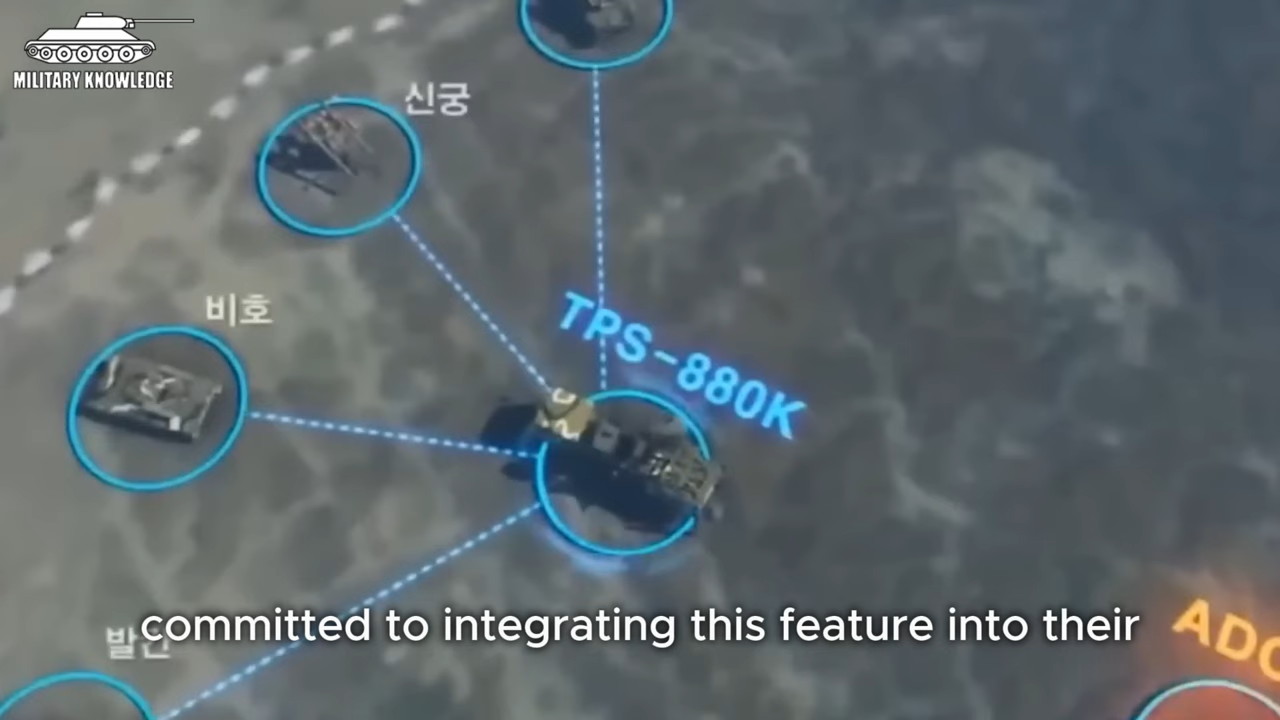 MILITARY KNOWLEDGE
신궁
비호
TPS-880K
committed to integrating this feature into their